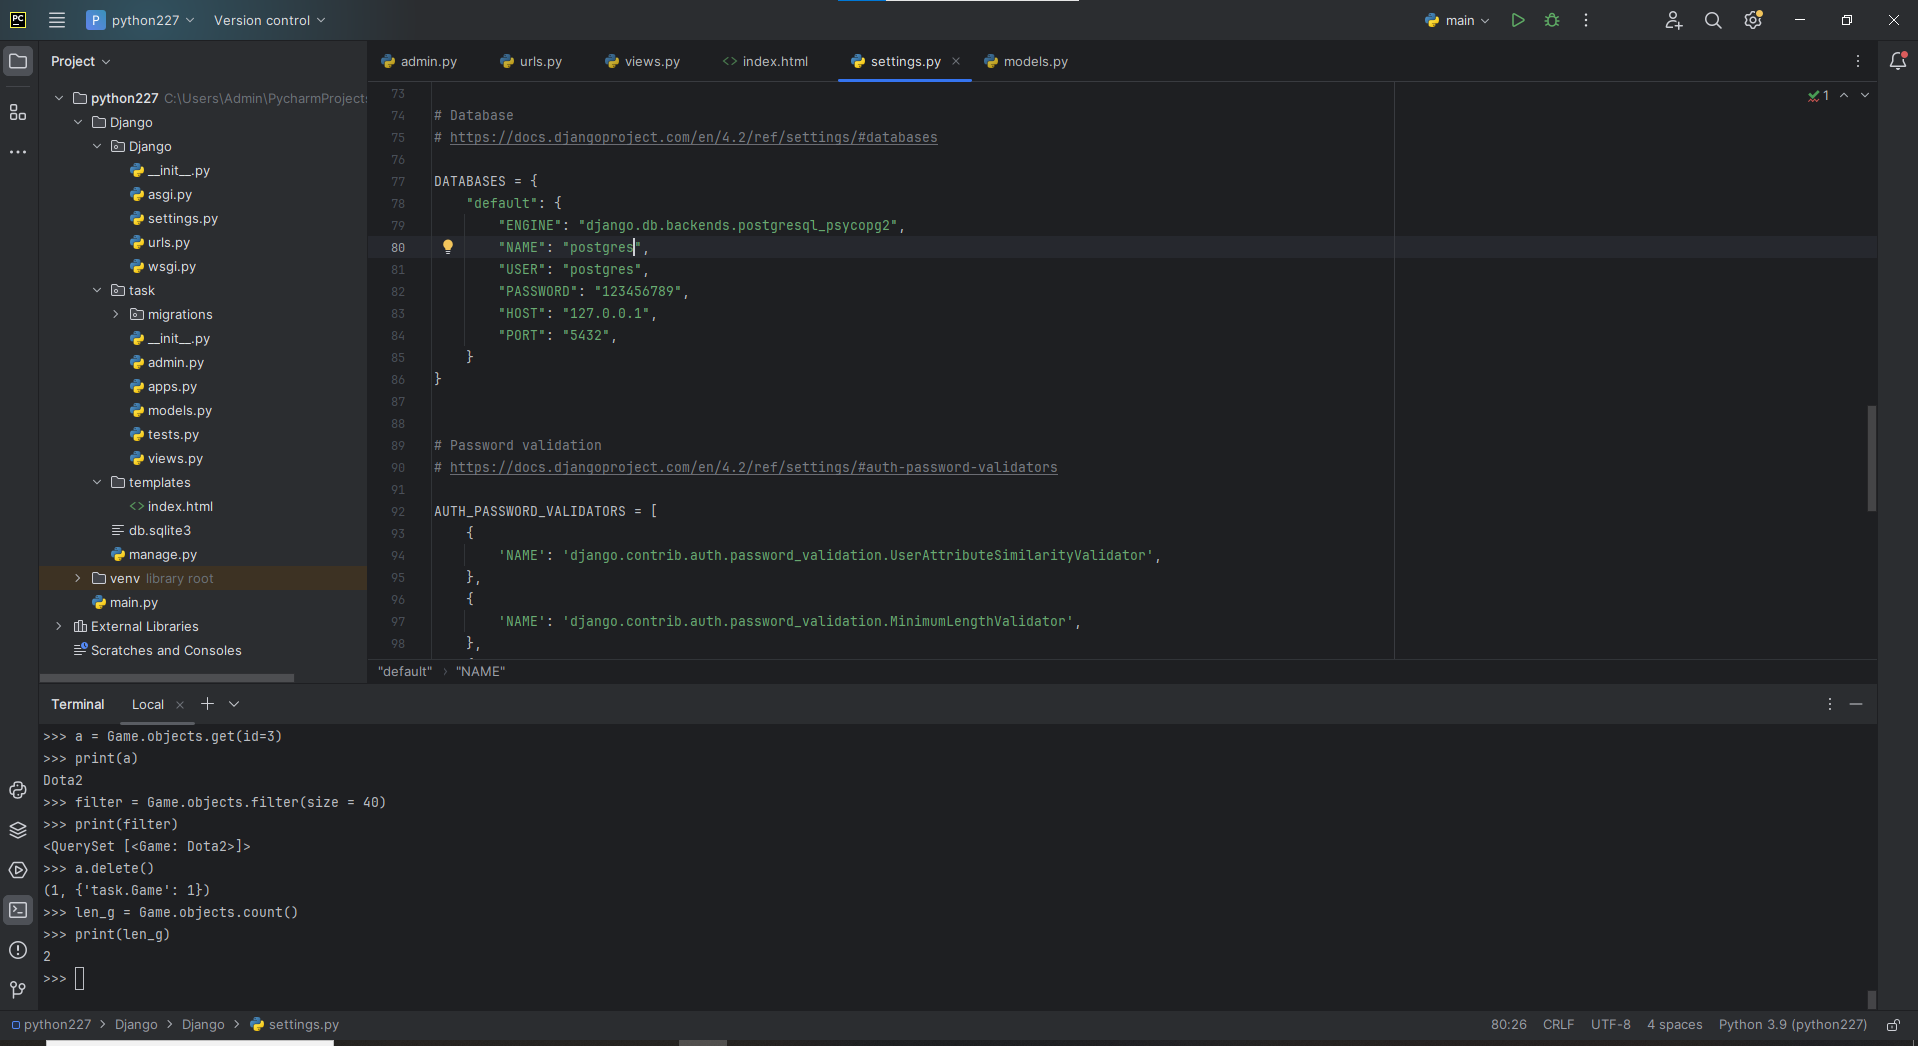 PC P python227 Version control main
Project
admin.py urls.py views.py <> index.html settings.py models.py
python227 C:\Users\Admin\PycharmProjects
Django
Django
__init__.py
asgi.py
settings.py
urls.py
wsgi.py
task
migrations
__init__.py
admin.py
apps.py
models.py
tests.py
views.py
templates
<> index.html
db.sqlite3
manage.py
venv library root
main.py
External Libraries
Scratches and Consoles
1
73
74 # Database
75 # https://docs.djangoproject.com/en/4.2/ref/settings/#databases
76
77 DATABASES = {
78 "default": {
79 "ENGINE": "django.db.backends.postgresql_psycopg2",
80 "NAME": "postgres",
81 "USER": "postgres",
82 "PASSWORD": "123456789",
83 "HOST": "127.0.0.1",
84 "PORT": "5432",
85 }
86 }
87
88
89 # Password validation
90 # https://docs.djangoproject.com/en/4.2/ref/settings/#auth-password-validators
91
92 AUTH_PASSWORD_VALIDATORS = [
93 {
94 'NAME': 'django.contrib.auth.password_validation.UserAttributeSimilarityValidator',
95 },
96 {
97 'NAME': 'django.contrib.auth.password_validation.MinimumLengthValidator',
98 },
"default" › "NAME"
Terminal Local
>>> a = Game.objects.get(id=3)
>>> print(a)
Dota2
>>> filter = Game.objects.filter(size = 40)
>>> print(filter)
<QuerySet [<Game: Dota2>]>
>>> a.delete()
(1, {'task.Game': 1})
>>> len_g = Game.objects.count()
>>> print(len_g)
2
>>>
python227 > Django > Django > settings.py 80:26 CRLF UTF-8 4 spaces Python 3.9 (python227)